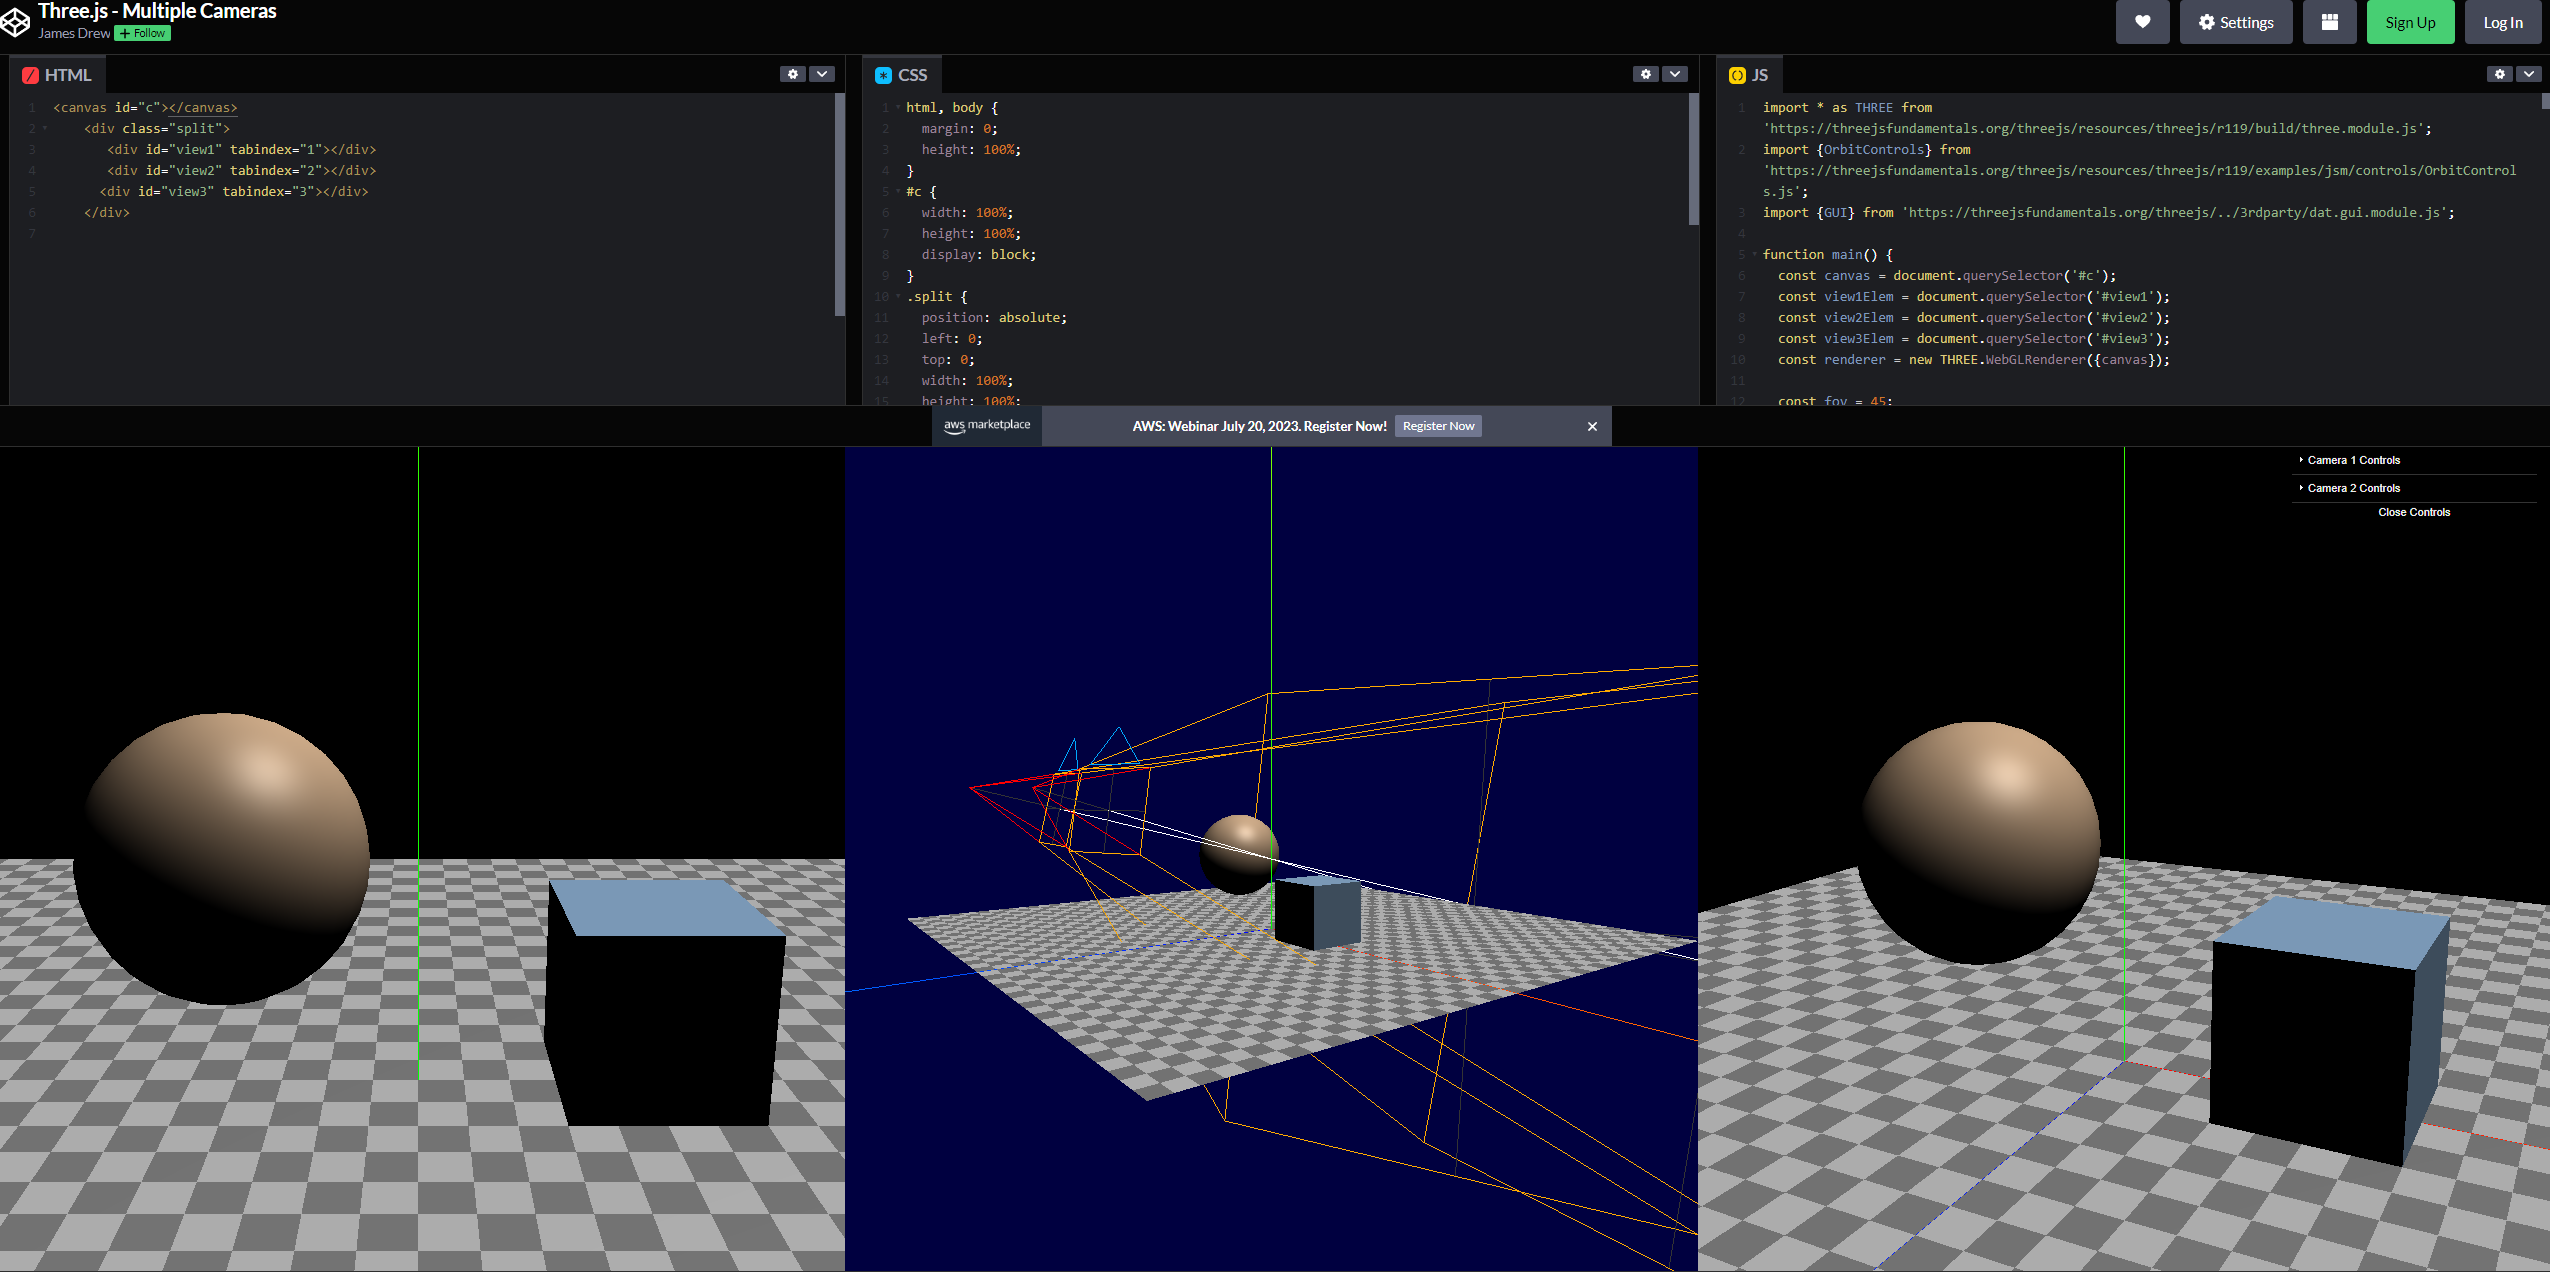 Three.js - Multiple Cameras
James Drew + Follow
Settings
Sign Up
Log In
HTML
1 <canvas id="c"></canvas>
2 <div class="split">
3 <div id="view1" tabindex="1"></div>
4 <div id="view2" tabindex="2"></div>
5 <div id="view3" tabindex="3"></div>
6 </div>
7
CSS
1 html, body {
2 margin: 0;
3 height: 100%;
4 }
5 #c {
6 width: 100%;
7 height: 100%;
8 display: block;
9 }
10 .split {
11 position: absolute;
12 left: 0;
13 top: 0;
14 width: 100%;
15 height: 100%;
JS
1 import * as THREE from
'https://threejsfundamentals.org/threejs/resources/threejs/r119/build/three.module.js';
2 import {OrbitControls} from
'https://threejsfundamentals.org/threejs/resources/threejs/r119/examples/jsm/controls/OrbitControl
s.js';
3 import {GUI} from 'https://threejsfundamentals.org/threejs/../3rdparty/dat.gui.module.js';
4
5 function main() {
6 const canvas = document.querySelector('#c');
7 const view1Elem = document.querySelector('#view1');
8 const view2Elem = document.querySelector('#view2');
9 const view3Elem = document.querySelector('#view3');
10 const renderer = new THREE.WebGLRenderer({canvas});
11
12 const fov = 45;
aws marketplace
AWS: Webinar July 20, 2023. Register Now! Register Now
Camera 1 Controls
Camera 2 Controls
Close Controls